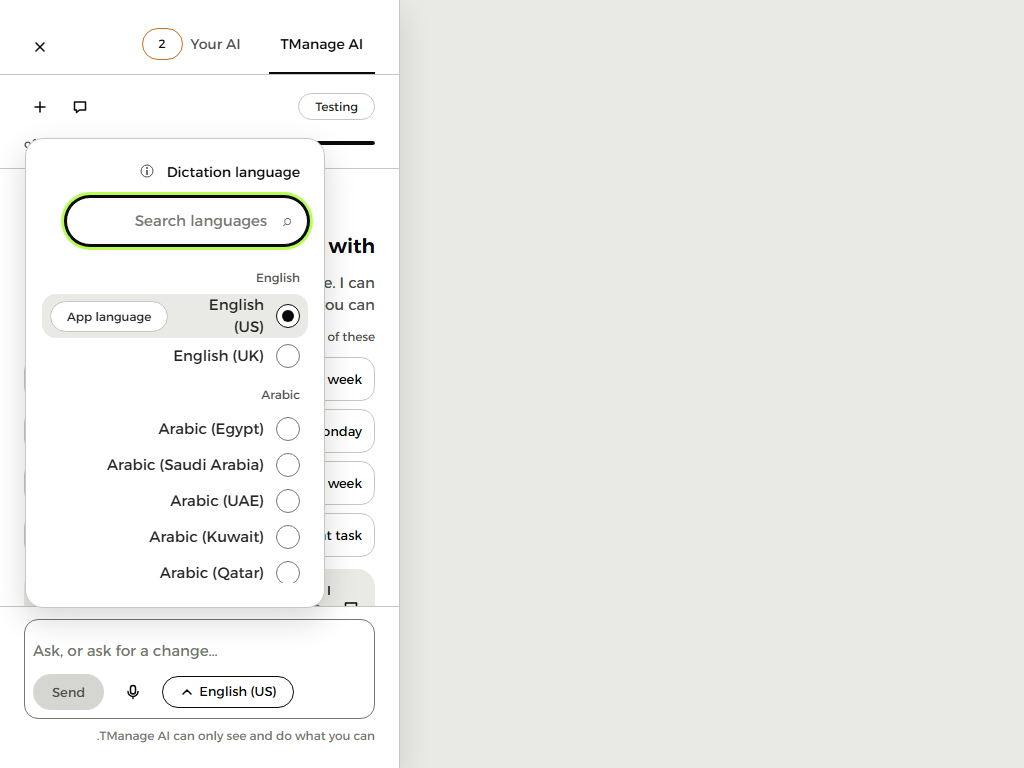 2 Your AI TManage AI
Testing
Dictation language
Search languages
with
English
e. I can
App language English (US)
ou can
of these
English (UK)
week
Arabic
Arabic (Egypt)
onday
Arabic (Saudi Arabia)
week
Arabic (UAE)
Arabic (Kuwait)
t task
Arabic (Qatar)
I
Ask, or ask for a change...
Send English (US)
.TManage AI can only see and do what you can